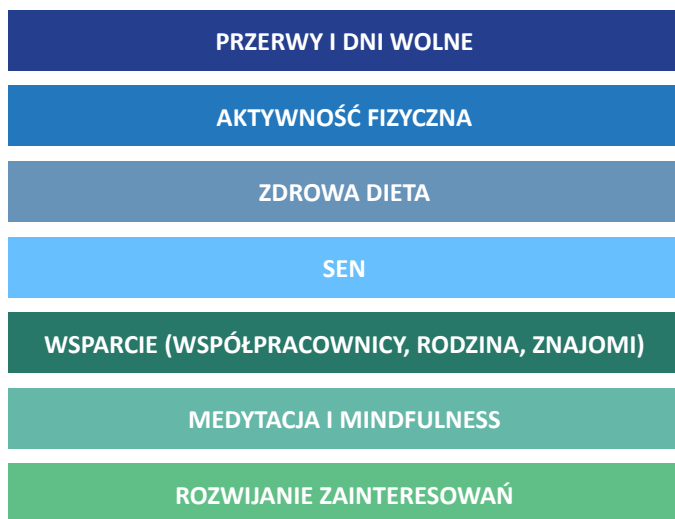 PRZERWY I DNI WOLNE
AKTYWNOŚĆ FIZYCZNA
ZDROWA DIETA
SEN
WSPARCIE (WSPÓŁPRACOWNICY, RODZINA, ZNAJOMI)
MEDYTACJA I MINDFULNESS
ROZWIJANIE ZAINTERESOWAŃ